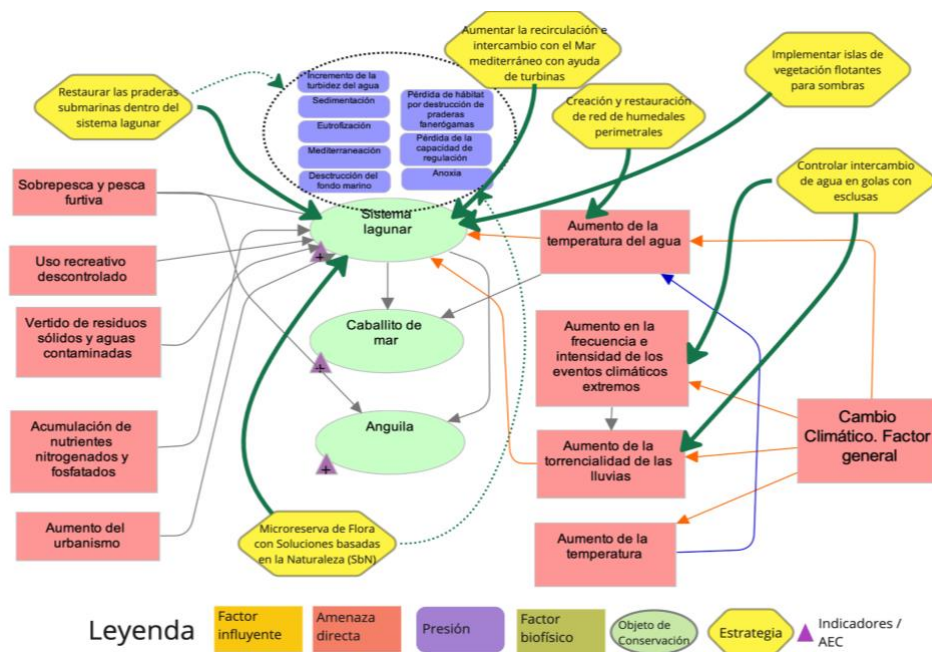 Aumentar la recirculación e
intercambio con el Mar
mediterráneo con ayuda
de turbinas
Implementar islas de
vegetación flotantes
para sombras
Restaurar las praderas
submarinas dentro del
sistema lagunar
Incremento de la
turbidez del agua
Sedimentación
Eutrofización
Mediterraneación
Desctrucción del
fondo marino
Pérdida de hábitat
por destrucción de
praderas
fanerógamas
Pérdida de la
capacidad de
regulación
Anoxia
Creación y restauración
de red de humedales
perimetrales
Controlar intercambio
de agua en golas con
esclusas
Sobrepesca y pesca
furtiva
Uso recreativo
descontrolado
Vertido de residuos
sólidos y aguas
contaminadas
Acumulación de
nutrientes
nitrogenados y
fosfatados
Aumento del
urbanismo
Sistema
lagunar
+
Caballito de
mar
+
Anguila
+
Microreserva de Flora
con Soluciones basadas
en la Naturaleza (SbN)
Aumento de la
temperatura del agua
Aumento en la
frecuencia e
intensidad de los
eventos climáticos
extremos
Aumento de la
torrencialidad de las
lluvias
Aumento de la
temperatura
Cambio
Climático. Factor
general
Leyenda
Factor
influyente
Amenaza
directa
Presión
Factor
biofísico
Objeto de
Conservación
Estrategia
Indicadores /
AEC